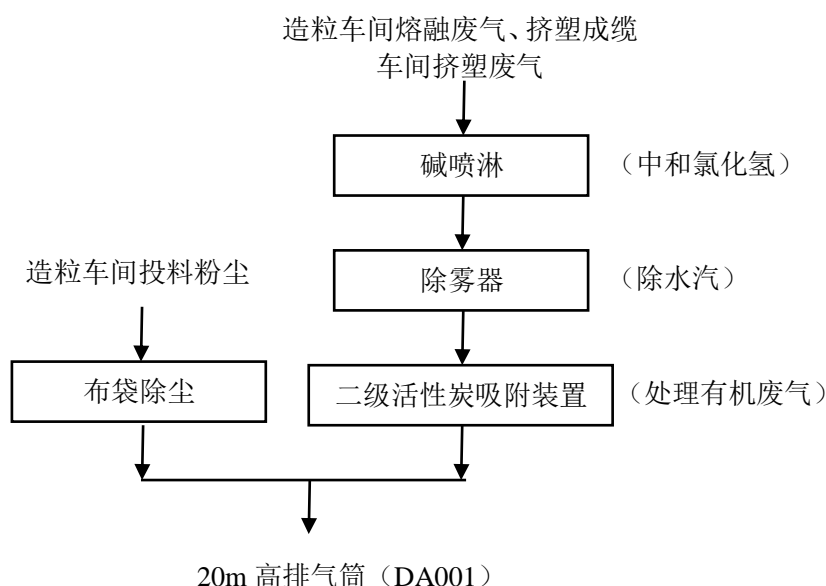 造粒车间熔融废气、挤塑成缆
车间挤塑废气
碱喷淋
（中和氯化氢）
除雾器
（除水汽）
造粒车间投料粉尘
布袋除尘
二级活性炭吸附装置
（处理有机废气）
20m 高排气筒（DA001）